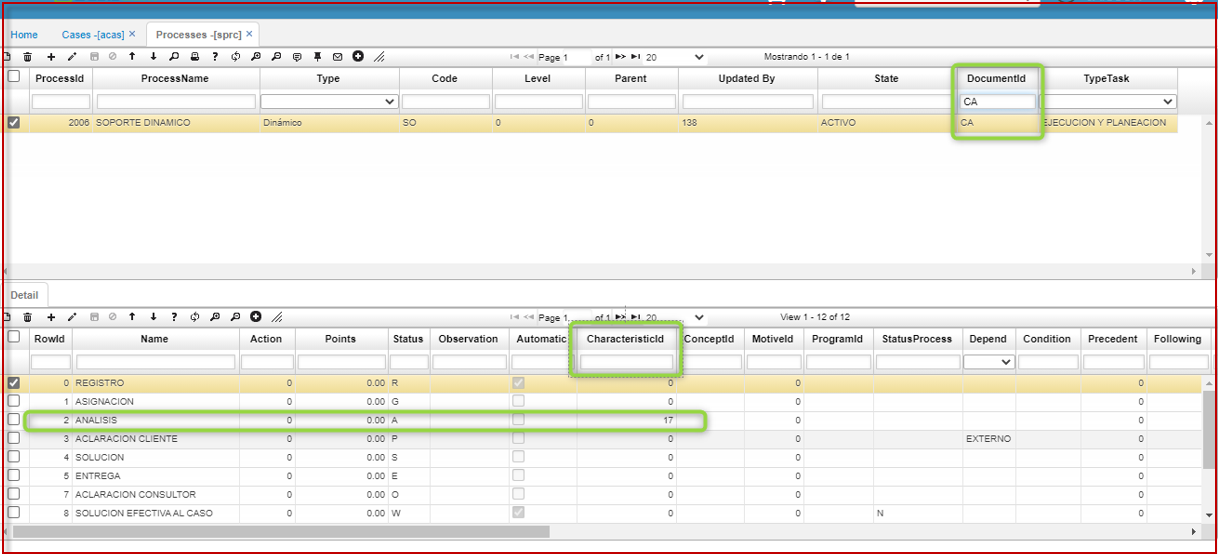 Home Cases -[acas] × Processes -[sprc] ×
Page 1 of 1 20 Mostrando 1 - 1 de 1
ProcessId ProcessName Type Code Level Parent Updated By State DocumentId TypeTask
CA
2006 SOPORTE DINAMICO Dinámico SO 0 0 138 ACTIVO CA EJECUCION Y PLANEACION
Detail
Page 1 of 1 20 View 1 - 12 of 12
RowId Name Action Points Status Observation Automatic CharacteristicId ConceptId MotiveId ProgramId StatusProcess Depend Condition Precedent Following
0 REGISTRO 0 0.00 R 0 0 0
1 ASIGNACION 0 0.00 G 0 0 0
2 ANALISIS 0 0.00 A 17 0 0
3 ACLARACION CLIENTE 0 0.00 P 0 0 EXTERNO 0
4 SOLUCION 0 0.00 S 0 0 0
5 ENTREGA 0 0.00 E 0 0 0
7 ACLARACION CONSULTOR 0 0.00 O 0 0 0
8 SOLUCION EFECTIVA AL CASO 0 0.00 W 0 0 N 0